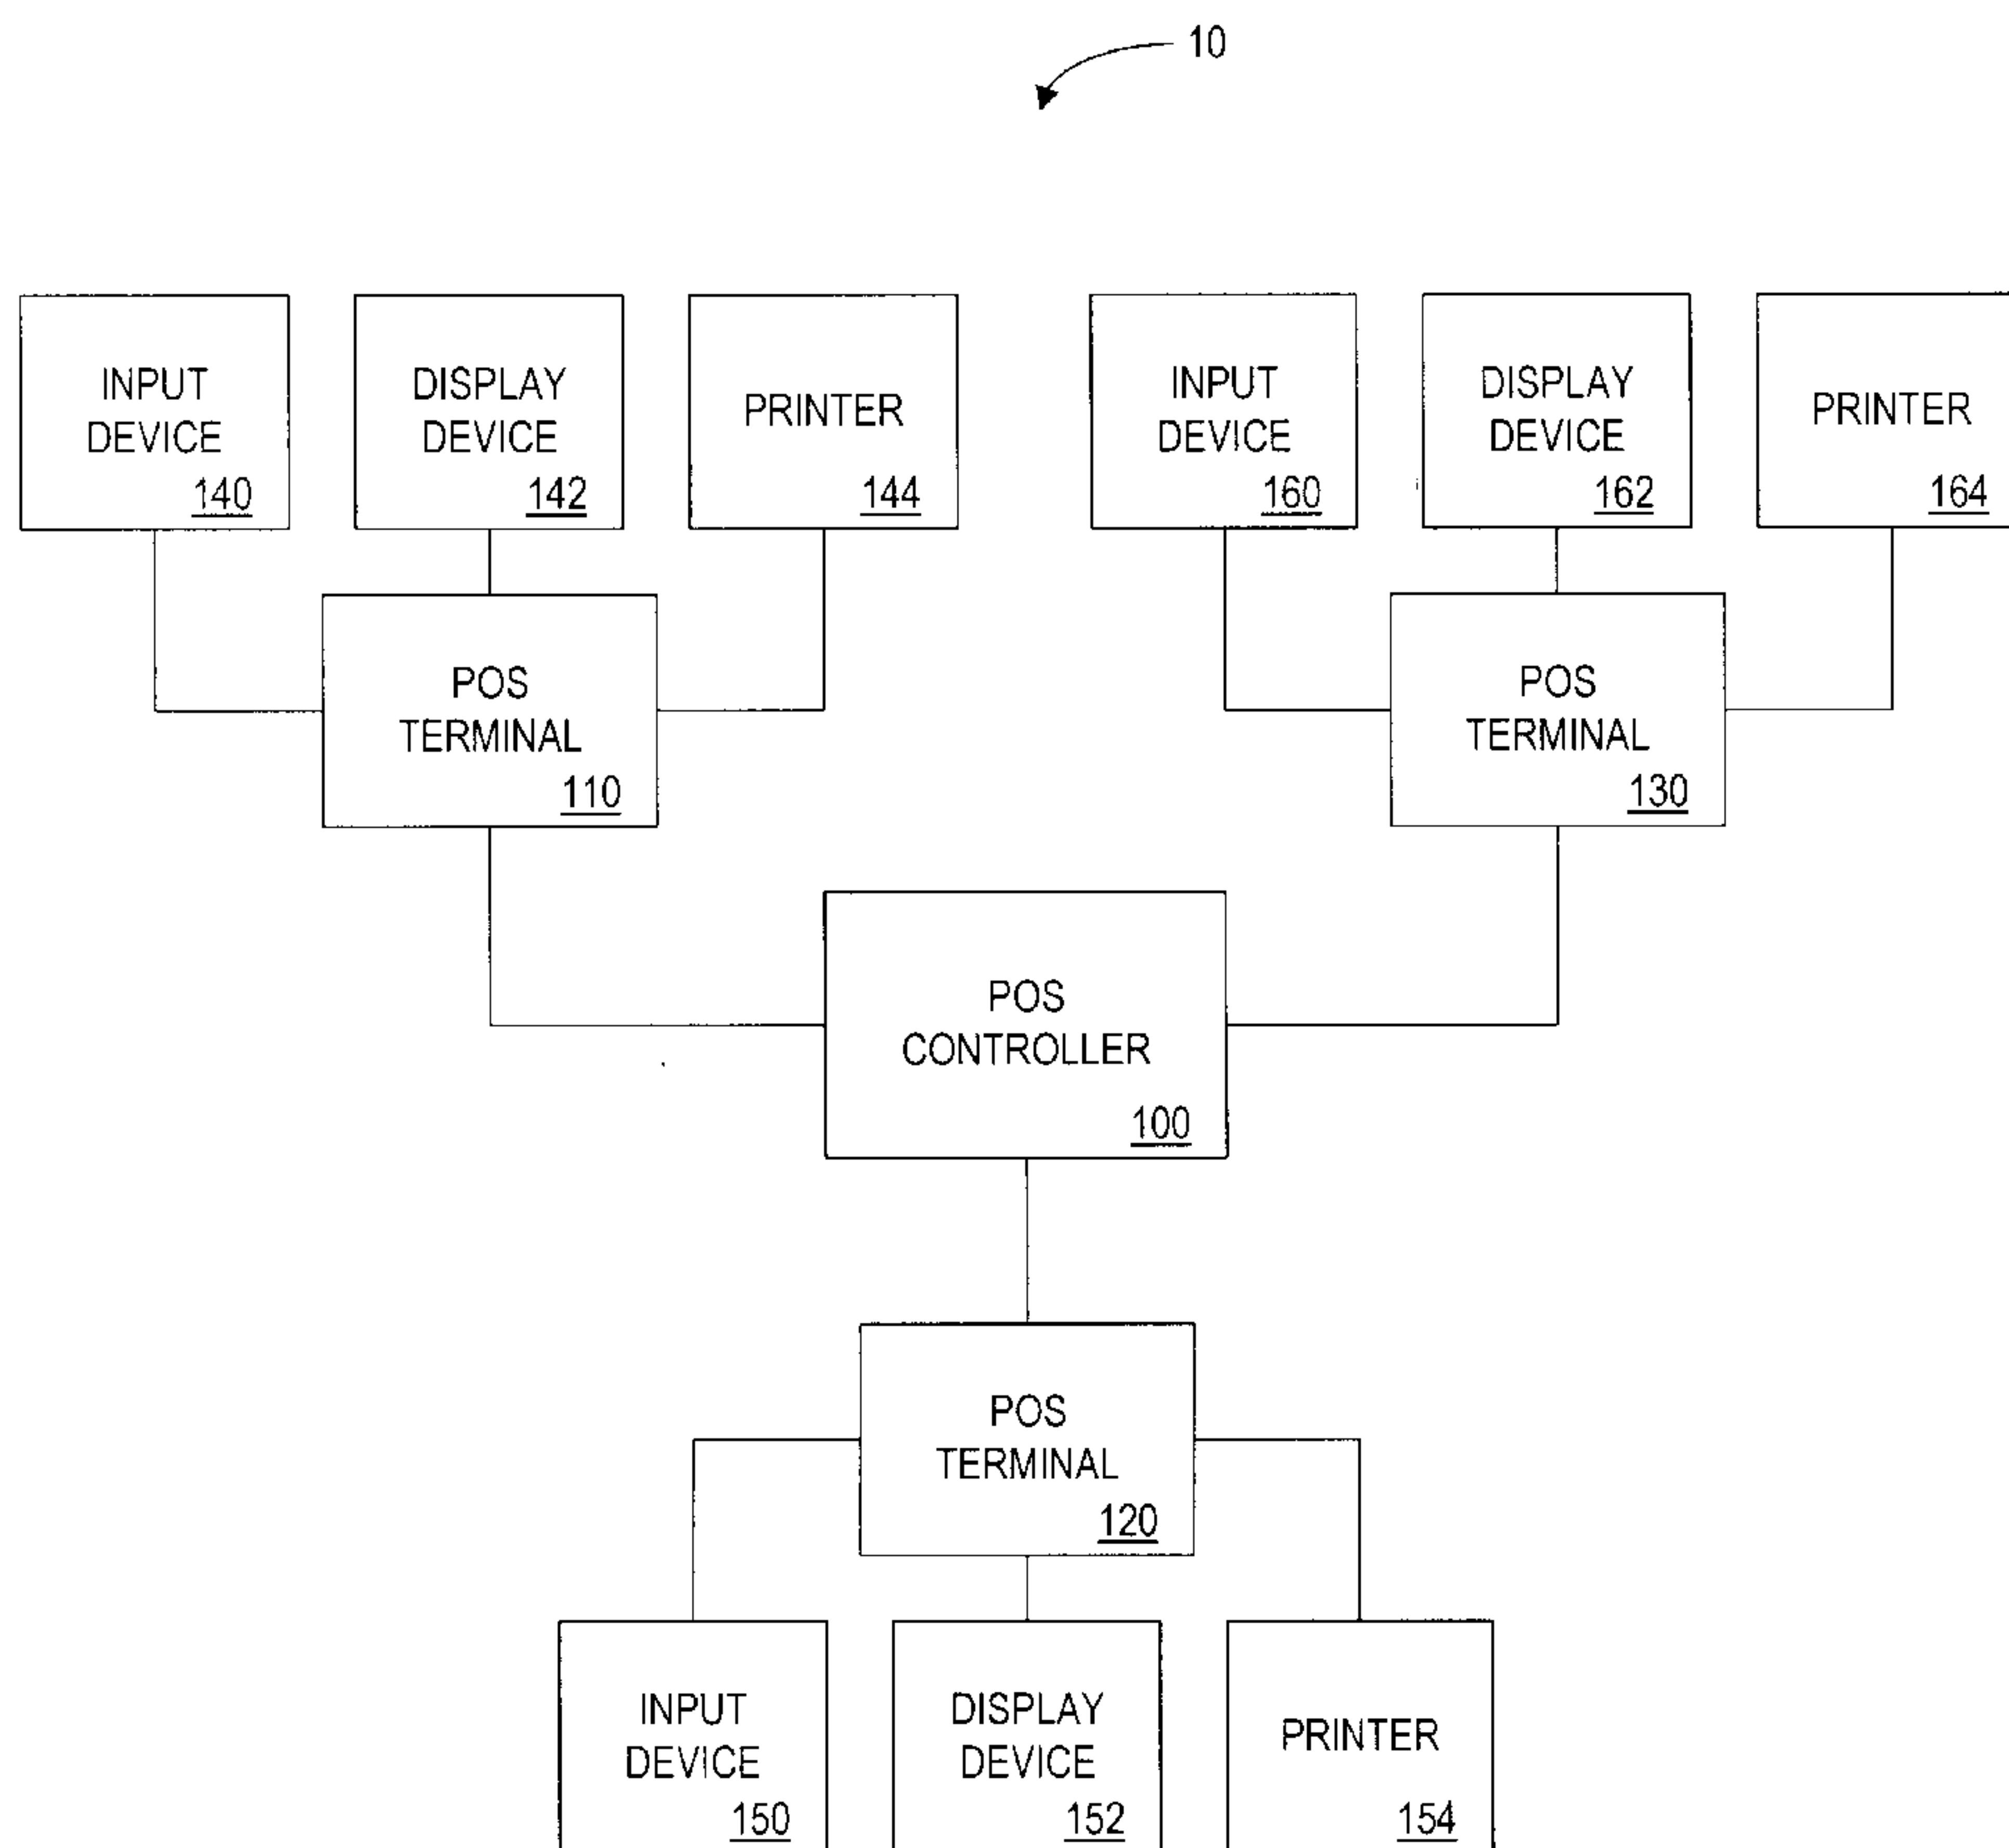 10
INPUT
DEVICE
140
DISPLAY
DEVICE
142
PRINTER
144
INPUT
DEVICE
160
DISPLAY
DEVICE
162
PRINTER
164
POS
TERMINAL
110
POS
TERMINAL
130
POS
CONTROLLER
100
POS
TERMINAL
120
INPUT
DEVICE
150
DISPLAY
DEVICE
152
PRINTER
154